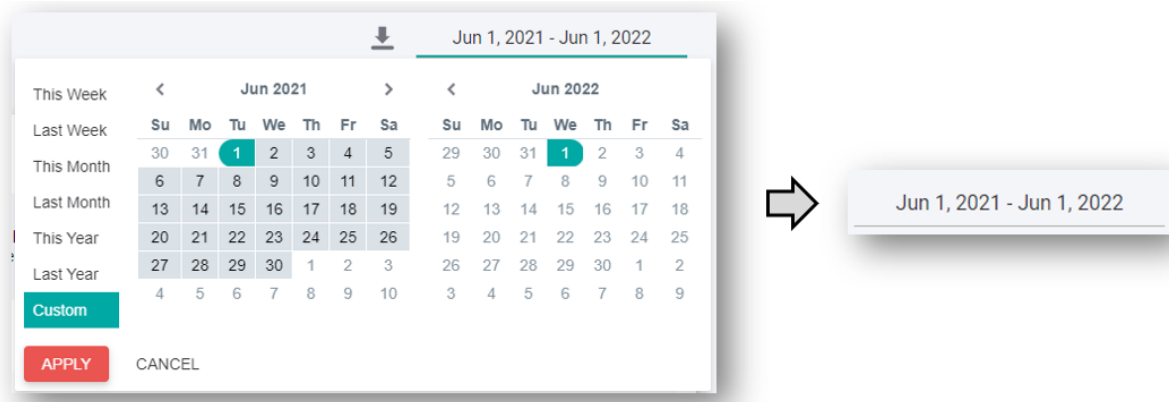 Jun 1, 2021 - Jun 1, 2022
This Week
Last Week
This Month
Last Month
This Year
Last Year
Custom
Jun 2021
Su Mo Tu We Th Fr Sa
30 31 1 2 3 4 5
6 7 8 9 10 11 12
13 14 15 16 17 18 19
20 21 22 23 24 25 26
27 28 29 30 1 2 3
4 5 6 7 8 9 10
Jun 2022
Su Mo Tu We Th Fr Sa
29 30 31 1 2 3 4
5 6 7 8 9 10 11
12 13 14 15 16 17 18
19 20 21 22 23 24 25
26 27 28 29 30 1 2
3 4 5 6 7 8 9
APPLY CANCEL
Jun 1, 2021 - Jun 1, 2022